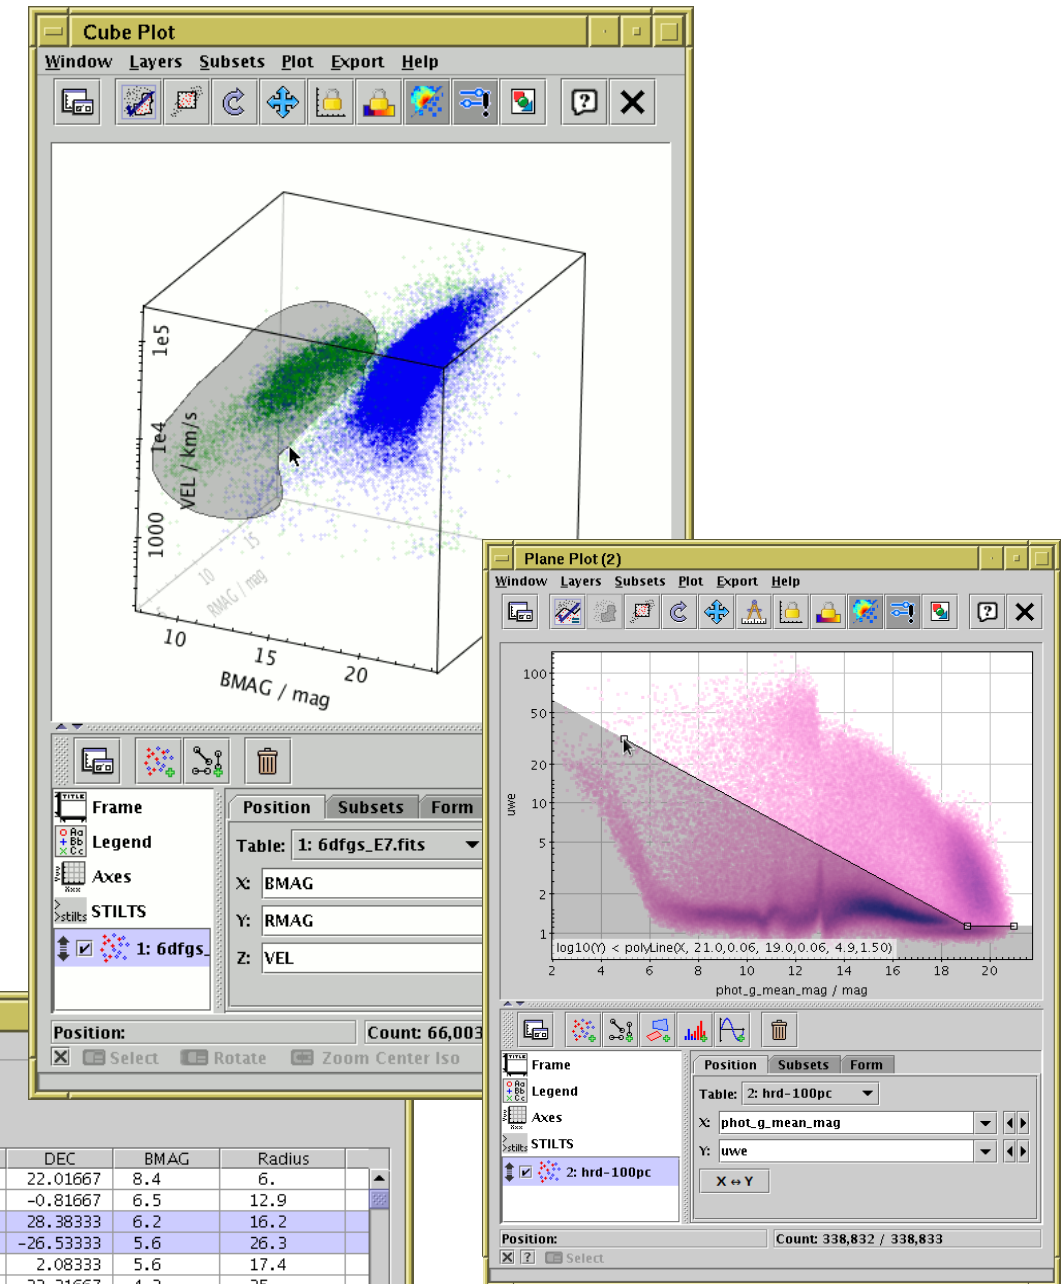 Cube Plot
Window Layers Subsets Plot Export Help
1e5
1e4
1000
VEL / km/s
15
10
RMAG / mag
10
15
20
BMAG / mag
Frame
Legend
Axes
STILTS
1: 6dfgs_
Position Subsets Form
Table: 1: 6dfgs_E7.fits
X: BMAG
Y: RMAG
Z: VEL
Position:
Count: 66,003
Select Rotate Zoom Center Iso
DEC BMAG Radius
22.01667 8.4 6.
-0.81667 6.5 12.9
28.38333 6.2 16.2
-26.53333 5.6 26.3
2.08333 5.6 17.4
Plane Plot (2)
Window Layers Subsets Plot Export Help
100
50
20
10
5
2
1
uwe
log10(Y) < polyLine(X, 21.0,0.06, 19.0,0.06, 4.9,1.50)
2 4 6 8 10 12 14 16 18 20
phot_g_mean_mag / mag
Frame
Legend
Axes
STILTS
2: hrd-100pc
Position Subsets Form
Table: 2: hrd-100pc
X: phot_g_mean_mag
Y: uwe
X ↔ Y
Position:
Count: 338,832 / 338,833
Select